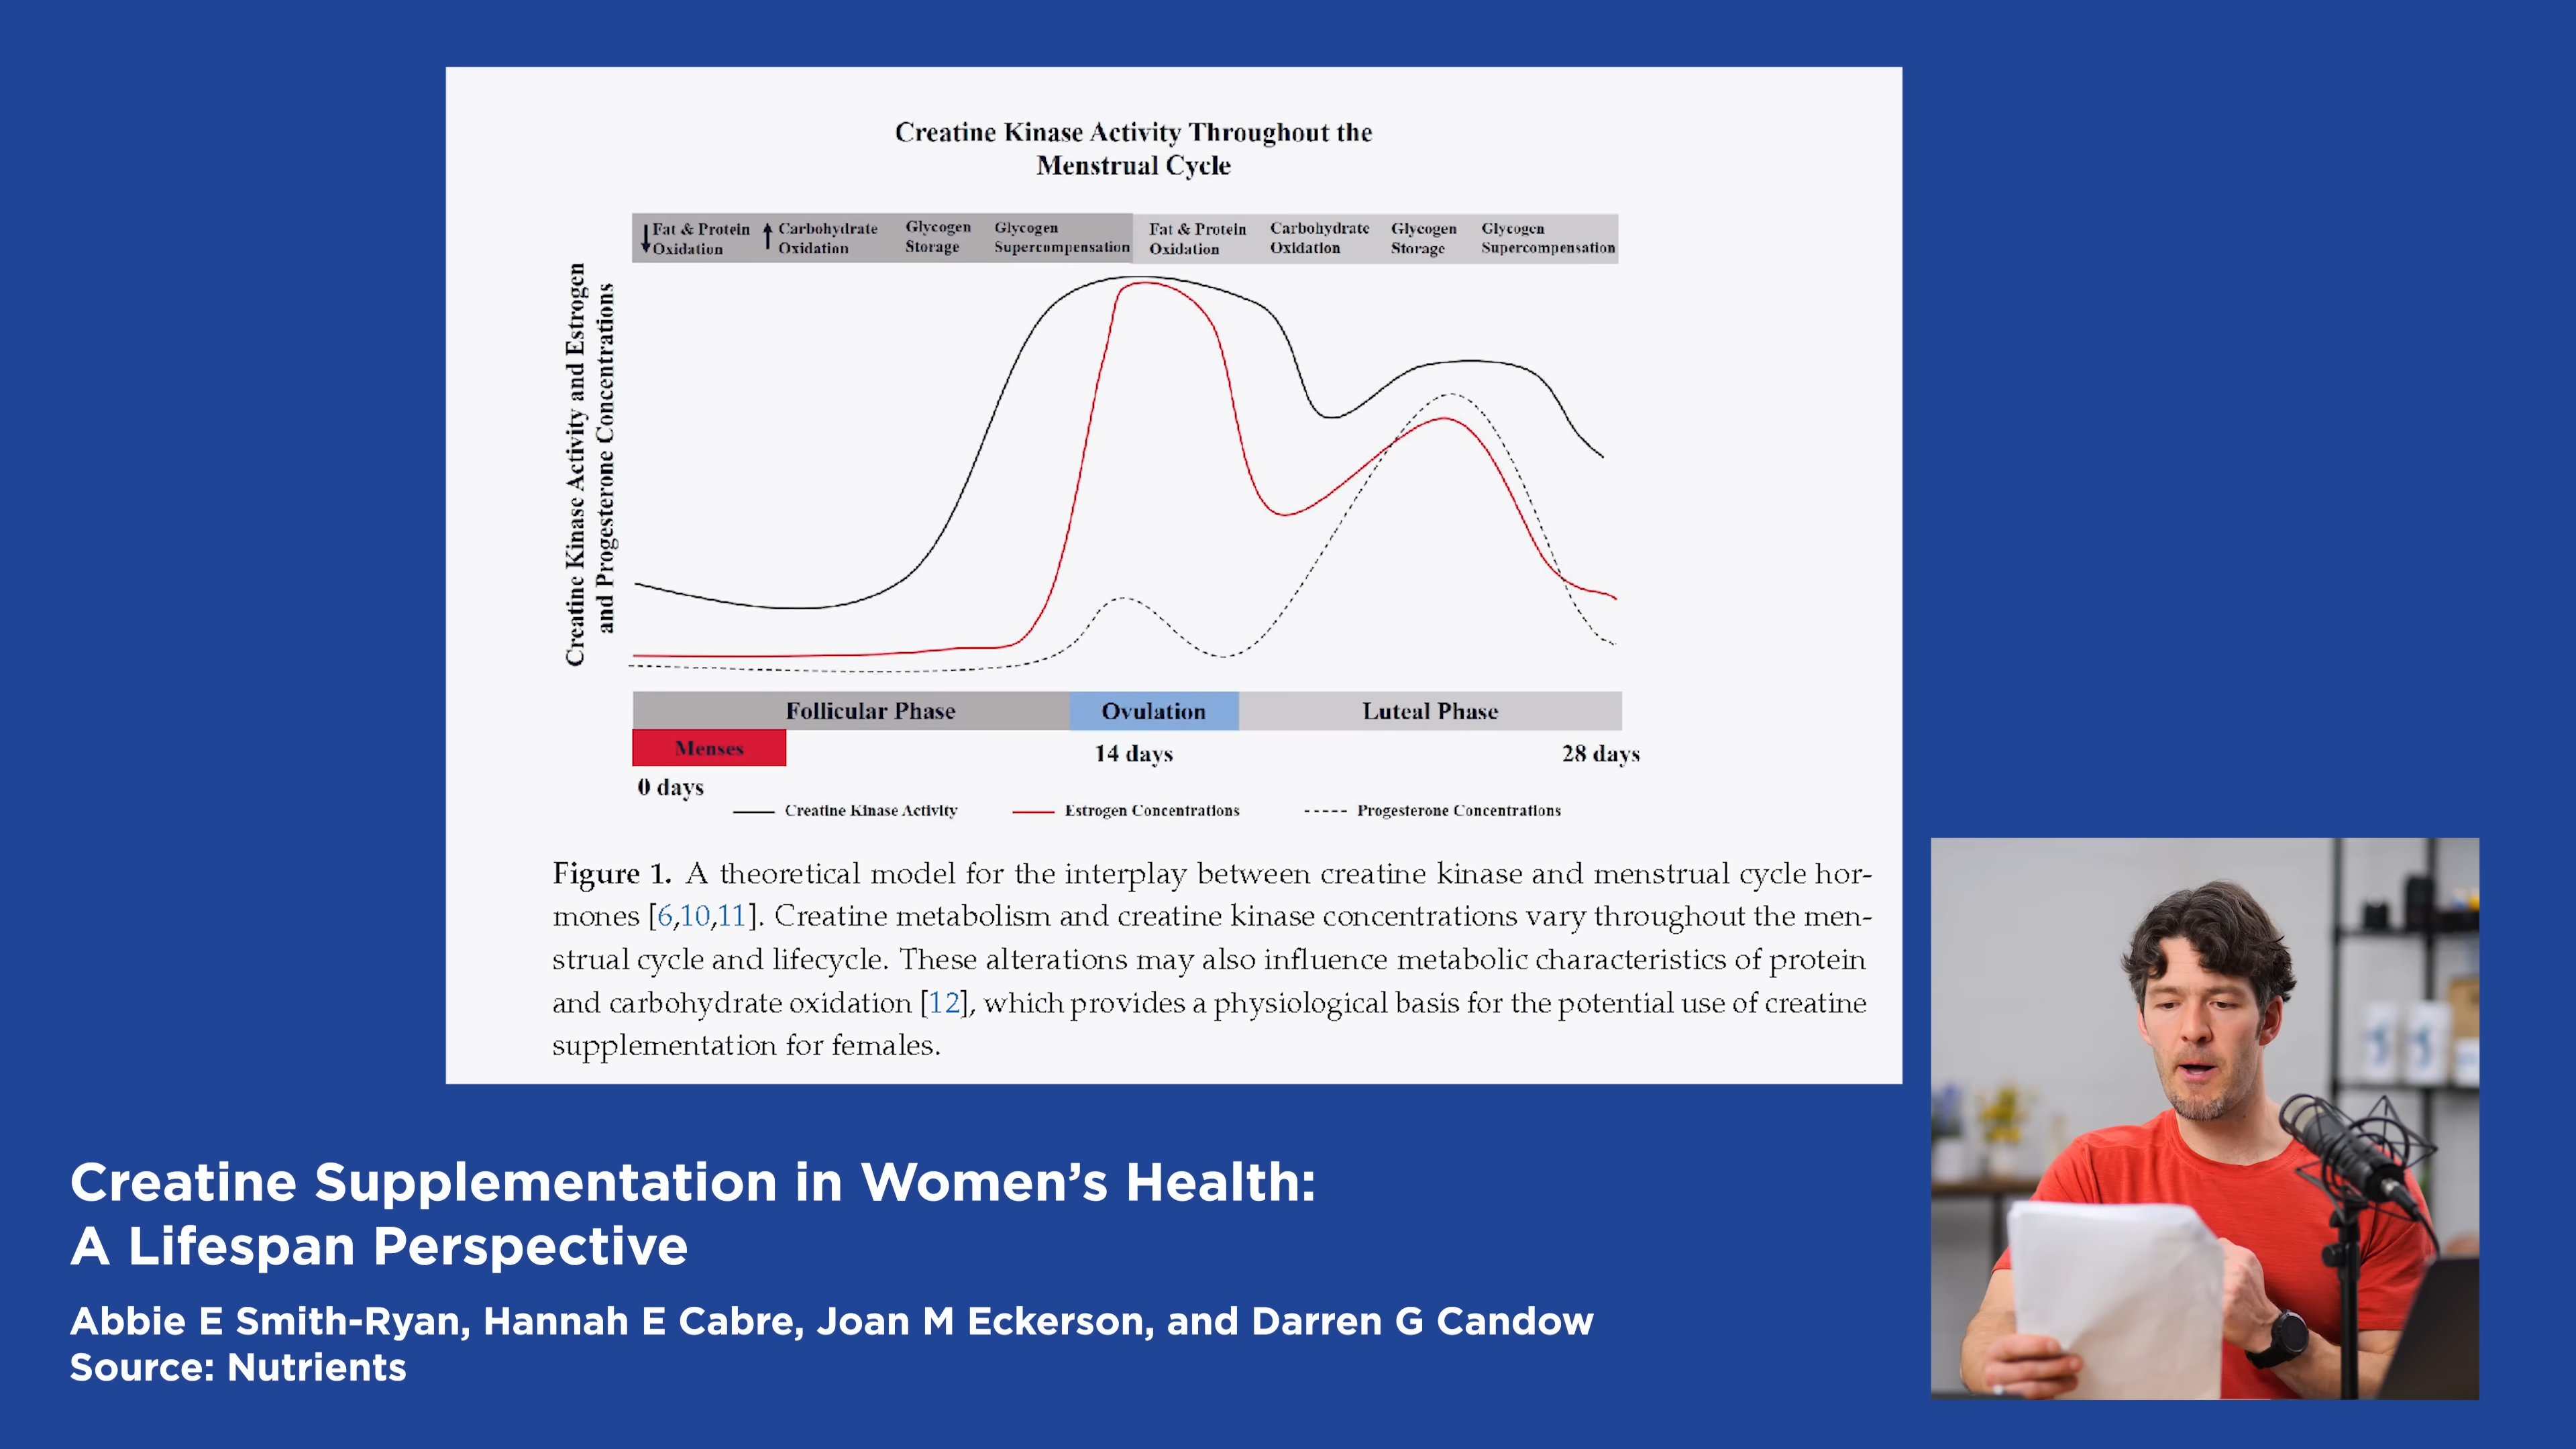 Creatine Kinase Activity Throughout the
Menstrual Cycle
↓ Fat & Protein Oxidation
↑ Carbohydrate Oxidation
Glycogen Storage
Glycogen Supercompensation
Fat & Protein Oxidation
Carbohydrate Oxidation
Glycogen Storage
Glycogen Supercompensation
Creatine Kinase Activity and Estrogen
and Progesterone Concentrations
Follicular Phase
Ovulation
Luteal Phase
Menses
14 days
28 days
0 days
Creatine Kinase Activity
Estrogen Concentrations
Progesterone Concentrations
Figure 1. A theoretical model for the interplay between creatine kinase and menstrual cycle hor-
mones [6,10,11]. Creatine metabolism and creatine kinase concentrations vary throughout the men-
strual cycle and lifecycle. These alterations may also influence metabolic characteristics of protein
and carbohydrate oxidation [12], which provides a physiological basis for the potential use of creatine
supplementation for females.
Creatine Supplementation in Women’s Health:
A Lifespan Perspective
Abbie E Smith-Ryan, Hannah E Cabre, Joan M Eckerson, and Darren G Candow
Source: Nutrients